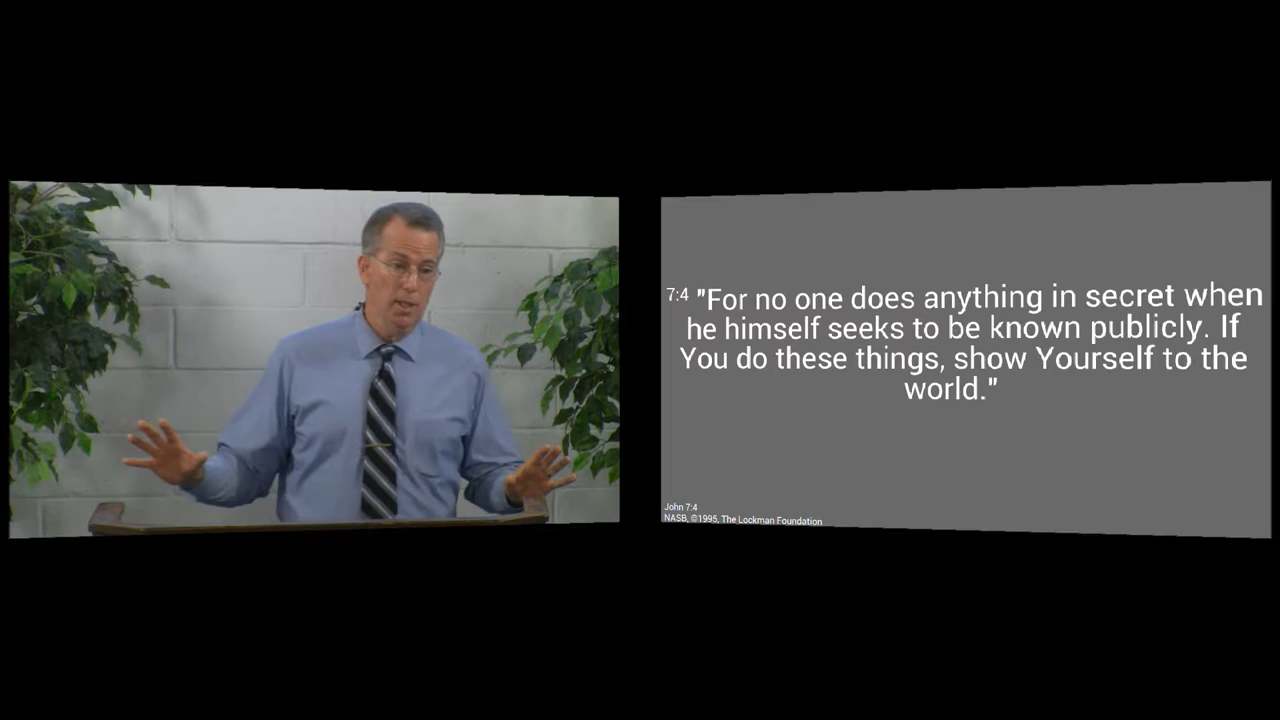 7:4 "For no one does anything in secret when
he himself seeks to be known publicly. If
You do these things, show Yourself to the
world."
John 7:4
NASB, ©1995, The Lockman Foundation